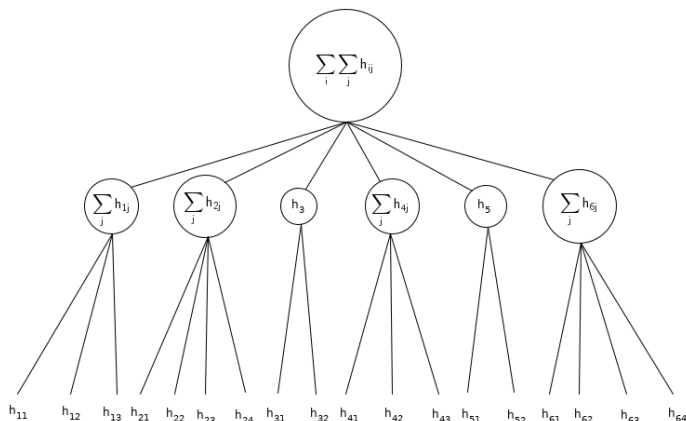 ∑i ∑j hij
∑j h1j ∑j h2j h3 ∑j h4j h5 ∑j h6j
h11 h12 h13 h21 h22 h23 h24 h31 h32 h41 h42 h43 h51 h52 h61 h62 h63 h64